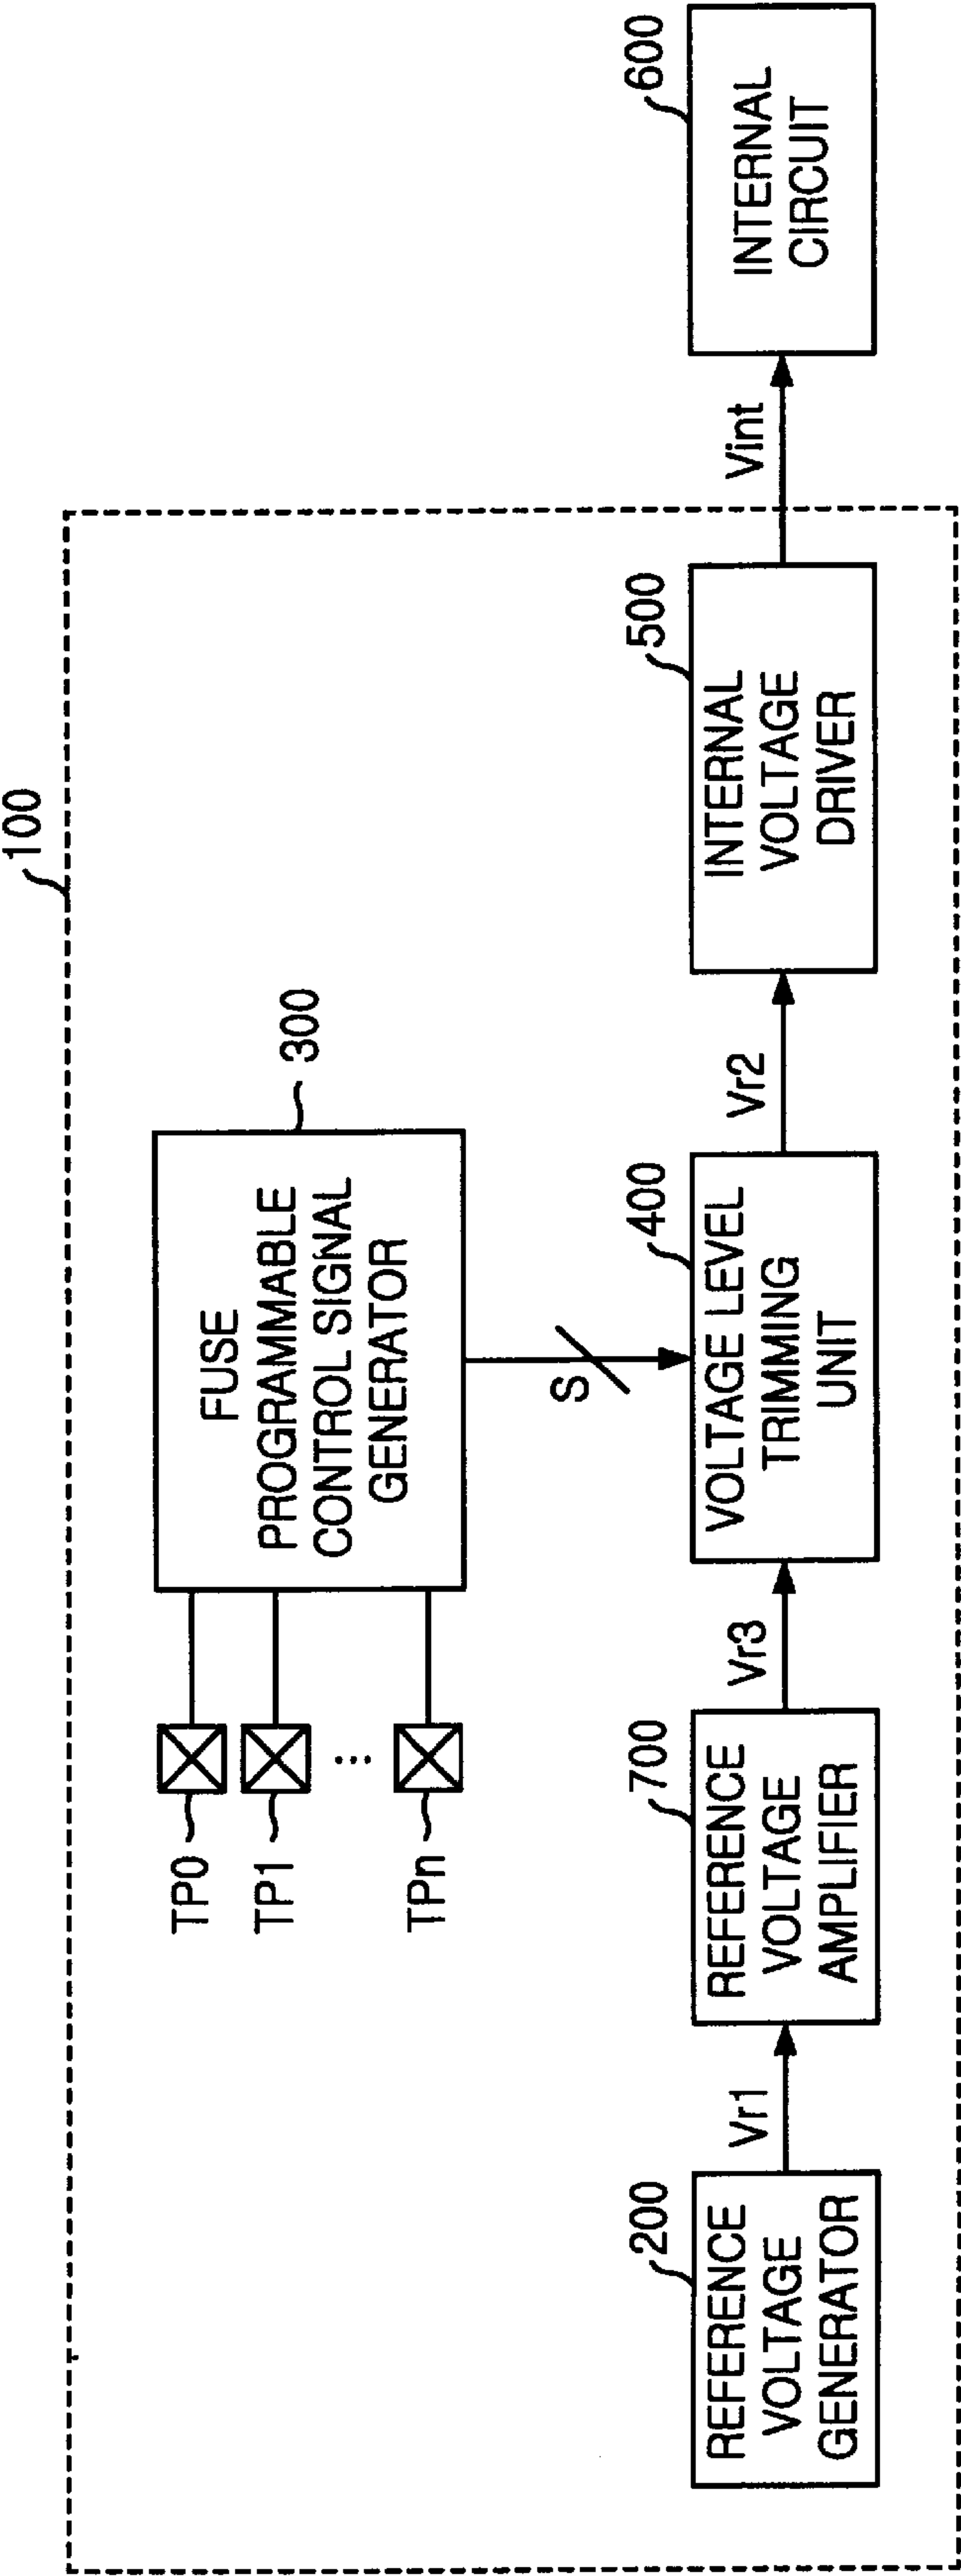 100
TP0
TP1
TPn
FUSE
PROGRAMMABLE
CONTROL SIGNAL
GENERATOR
300
S
200
REFERENCE
VOLTAGE
GENERATOR
Vr1
700
REFERENCE
VOLTAGE
AMPLIFIER
Vr3
400
VOLTAGE LEVEL
TRIMMING
UNIT
Vr2
500
INTERNAL
VOLTAGE
DRIVER
Vint
600
INTERNAL
CIRCUIT